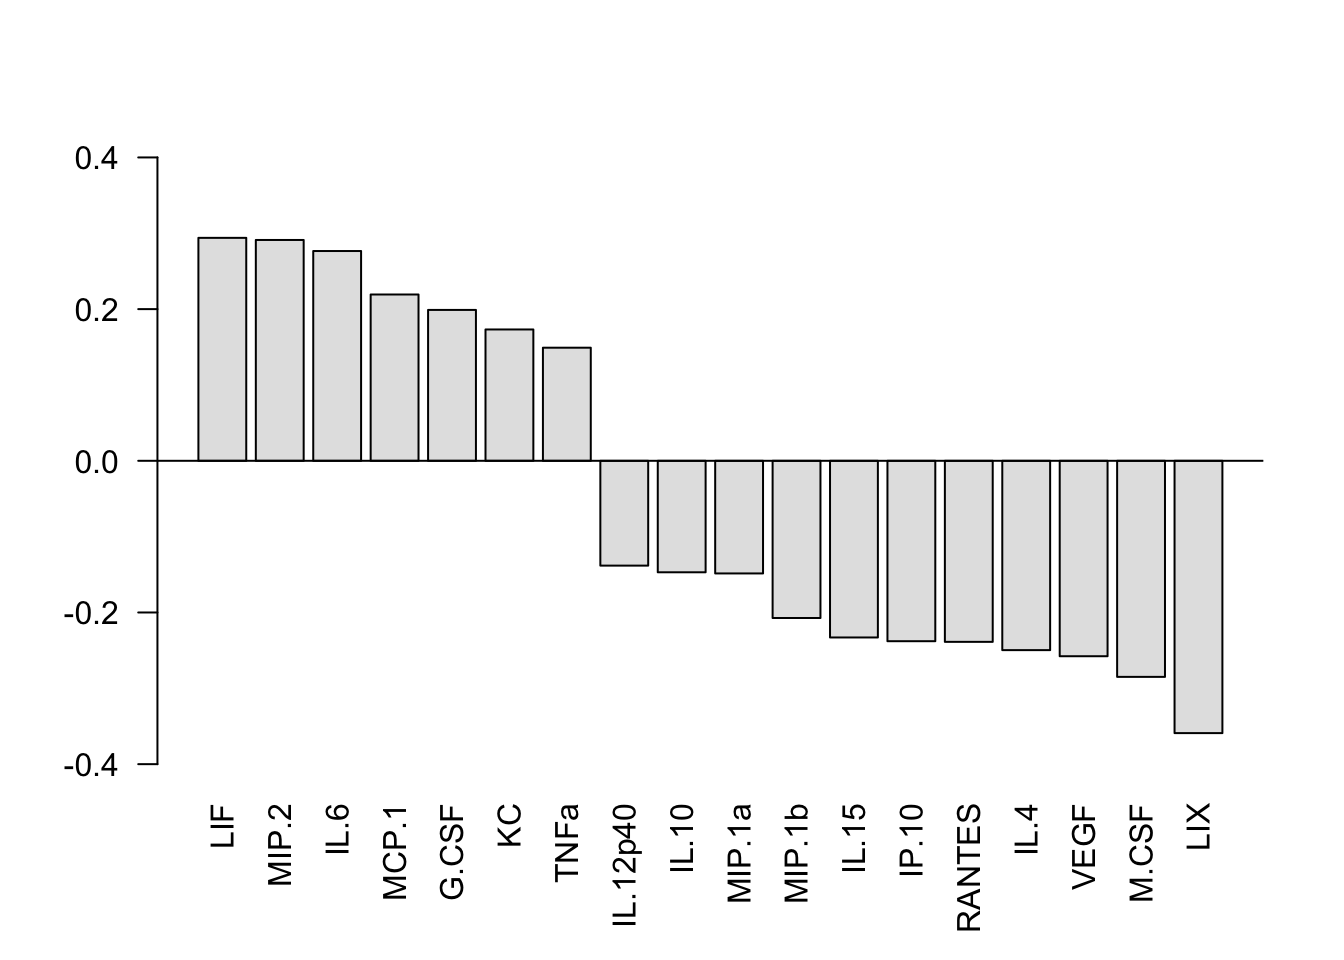 0.4
0.2
0.0
-0.2
-0.4
LIF
MIP.2
IL.6
MCP.1
G.CSF
KC
TNFa
IL.12p40
IL.10
MIP.1a
MIP.1b
IL.15
IP.10
RANTES
IL.4
VEGF
M.CSF
LIX